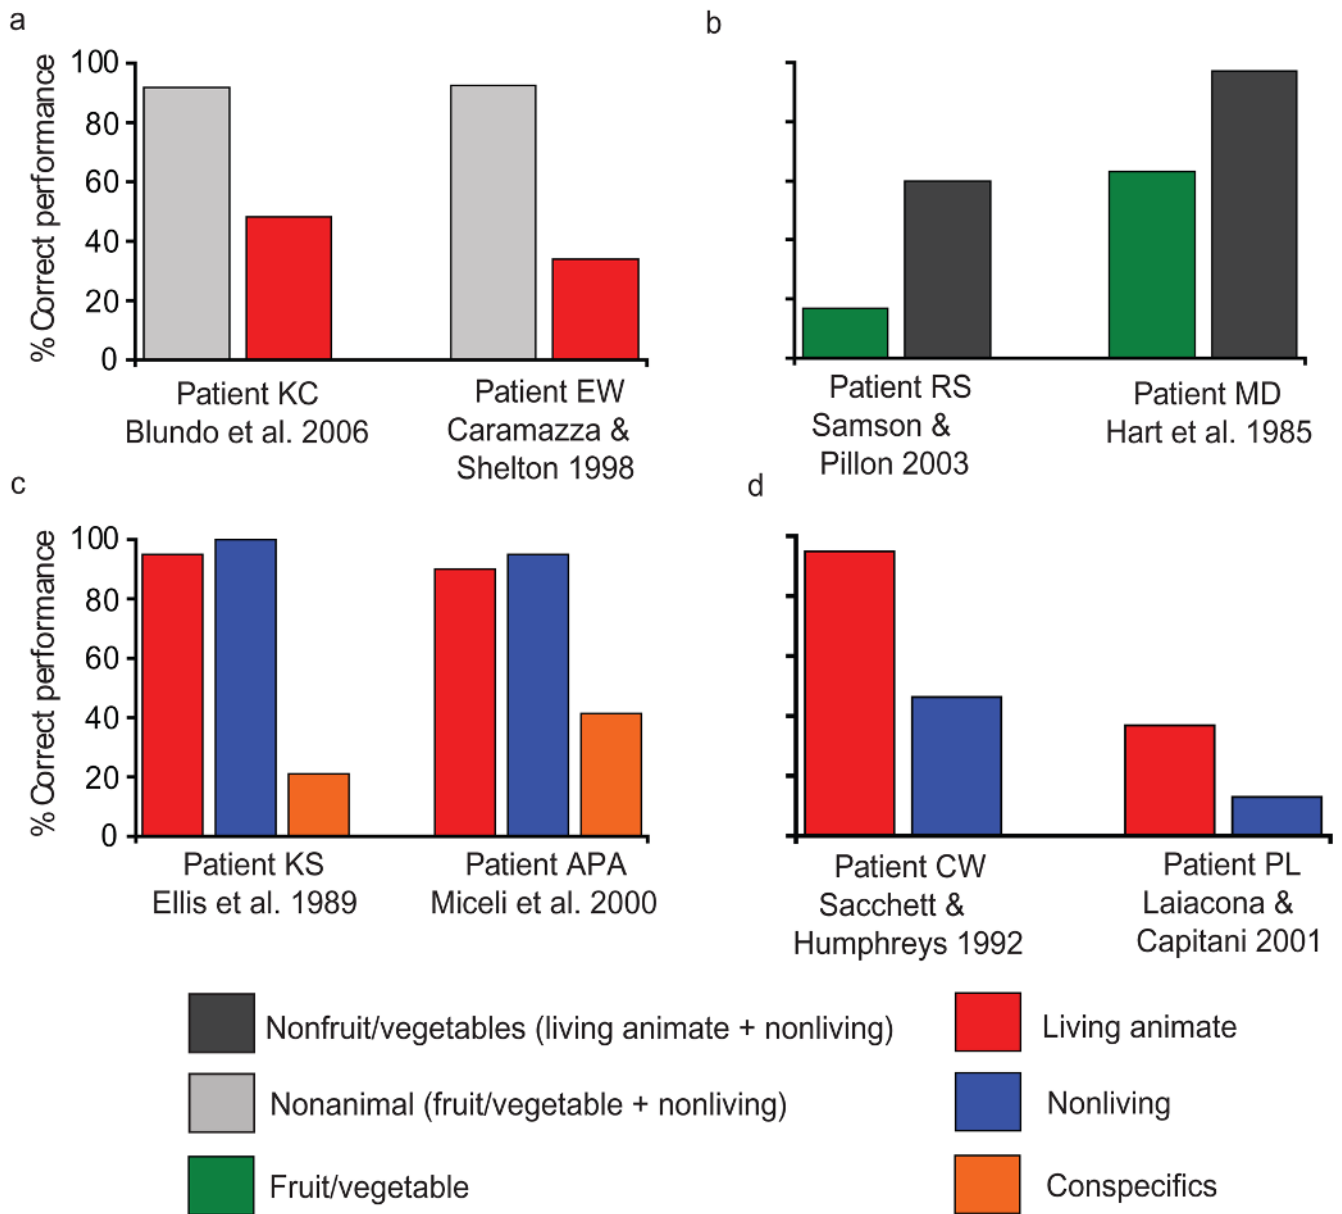 a
% Correct performance
100
80
60
40
20
0
Patient KC
Blundo et al. 2006
Patient EW
Caramazza &
Shelton 1998
b
Patient RS
Samson &
Pillon 2003
Patient MD
Hart et al. 1985
c
% Correct performance
100
80
60
40
20
0
Patient KS
Ellis et al. 1989
Patient APA
Miceli et al. 2000
d
Patient CW
Sacchett &
Humphreys 1992
Patient PL
Laiacona &
Capitani 2001
Nonfruit/vegetables (living animate + nonliving)
Nonanimal (fruit/vegetable + nonliving)
Fruit/vegetable
Living animate
Nonliving
Conspecifics